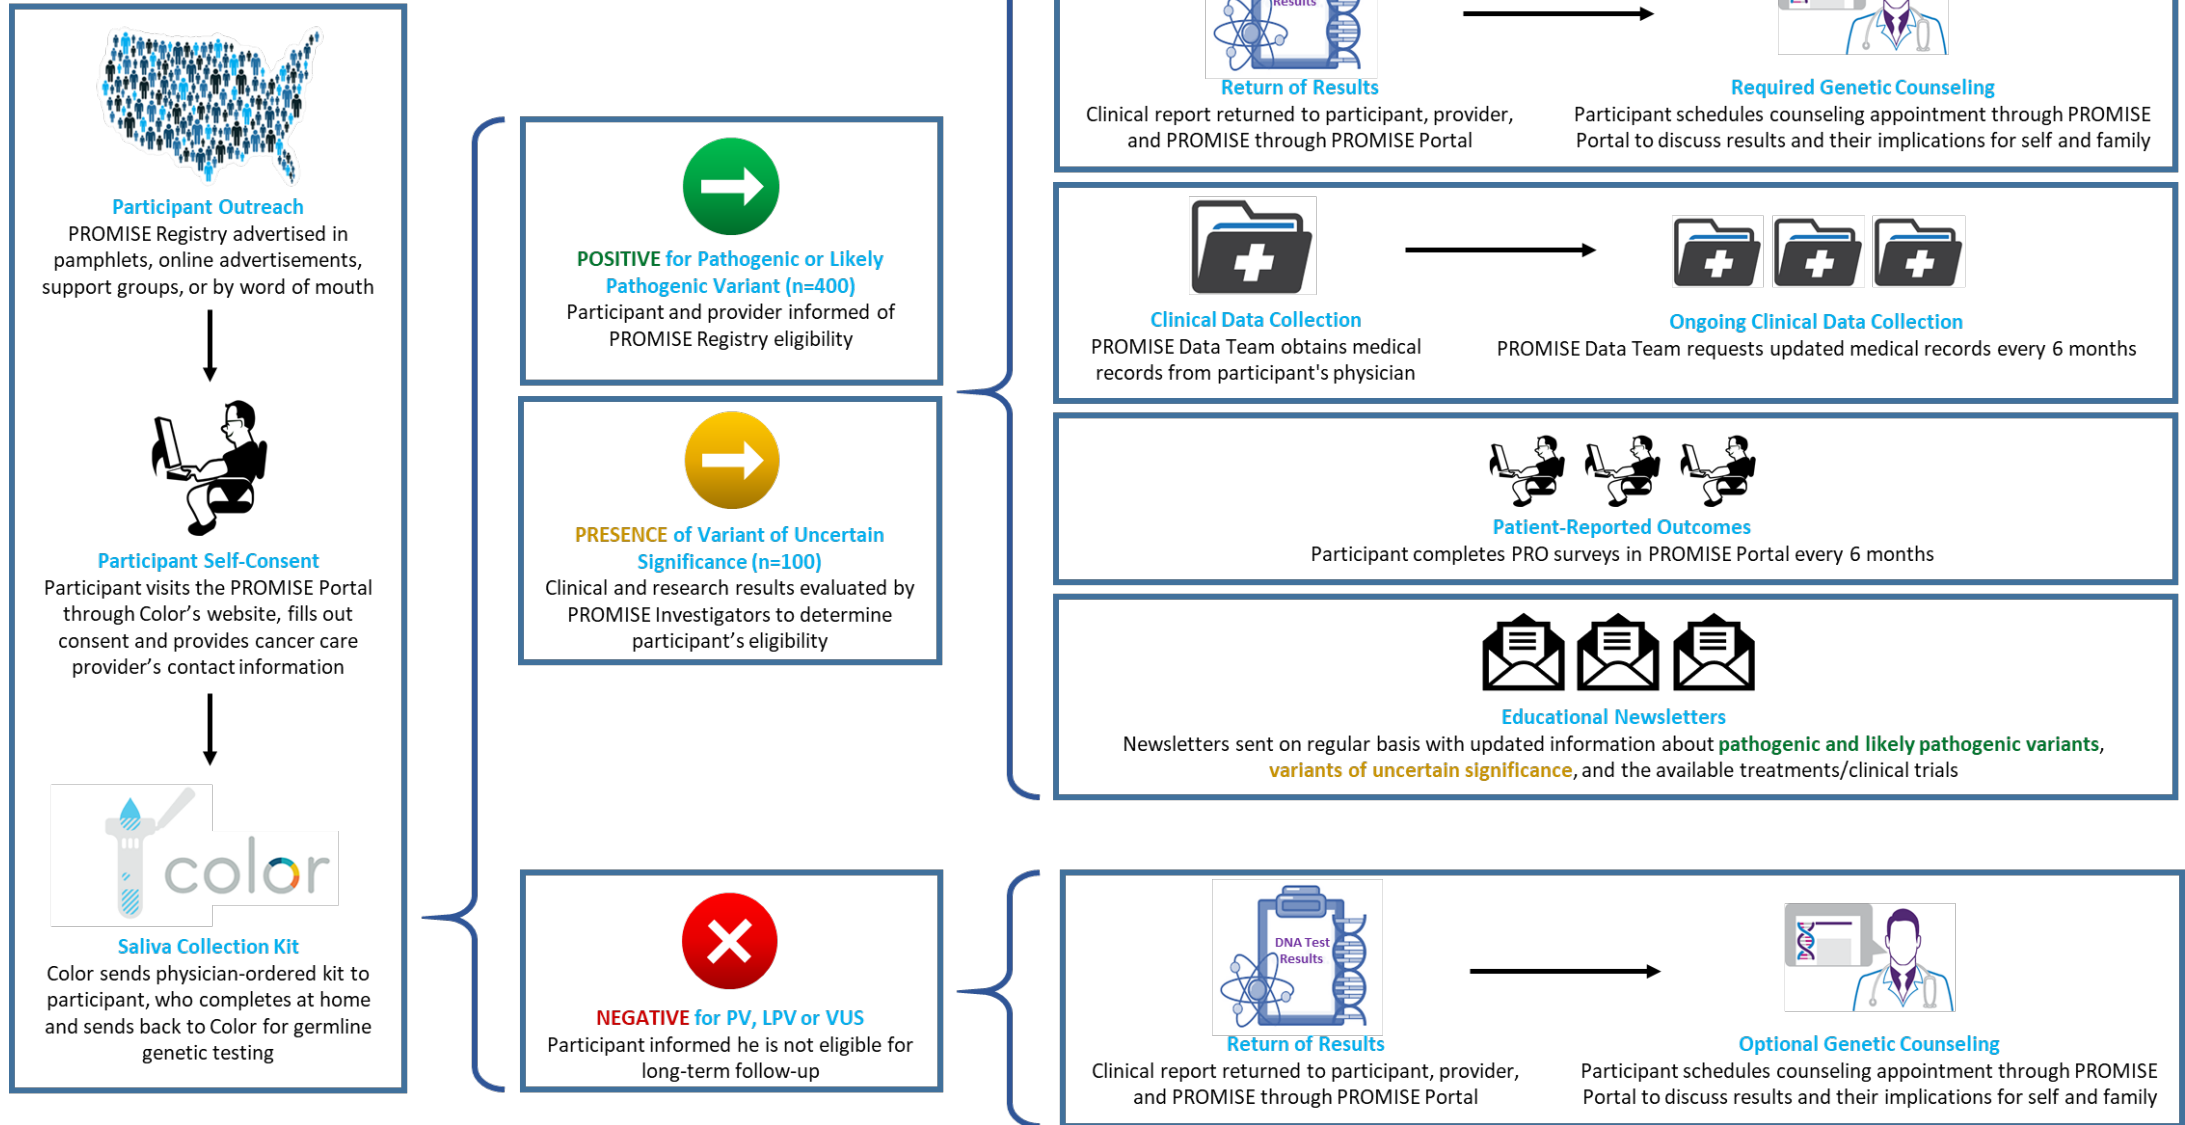 Participant Outreach
PROMISE Registry advertised in
pamphlets, online advertisements,
support groups, or by word of mouth
Participant Self-Consent
Participant visits the PROMISE Portal
through Color’s website, fills out
consent and provides cancer care
provider’s contact information
color
Saliva Collection Kit
Color sends physician-ordered kit to
participant, who completes at home
and sends back to Color for germline
genetic testing
POSITIVE for Pathogenic or Likely
Pathogenic Variant (n=400)
Participant and provider informed of
PROMISE Registry eligibility
PRESENCE of Variant of Uncertain
Significance (n=100)
Clinical and research results evaluated by
PROMISE Investigators to determine
participant’s eligibility
NEGATIVE for PV, LPV or VUS
Participant informed he is not eligible for
long-term follow-up
Results
Return of Results
Clinical report returned to participant, provider,
and PROMISE through PROMISE Portal
Required Genetic Counseling
Participant schedules counseling appointment through PROMISE
Portal to discuss results and their implications for self and family
Clinical Data Collection
PROMISE Data Team obtains medical
records from participant's physician
Ongoing Clinical Data Collection
PROMISE Data Team requests updated medical records every 6 months
Patient-Reported Outcomes
Participant completes PRO surveys in PROMISE Portal every 6 months
Educational Newsletters
Newsletters sent on regular basis with updated information about pathogenic and likely pathogenic variants,
variants of uncertain significance, and the available treatments/clinical trials
DNA Test
Results
Return of Results
Clinical report returned to participant, provider,
and PROMISE through PROMISE Portal
Optional Genetic Counseling
Participant schedules counseling appointment through PROMISE
Portal to discuss results and their implications for self and family